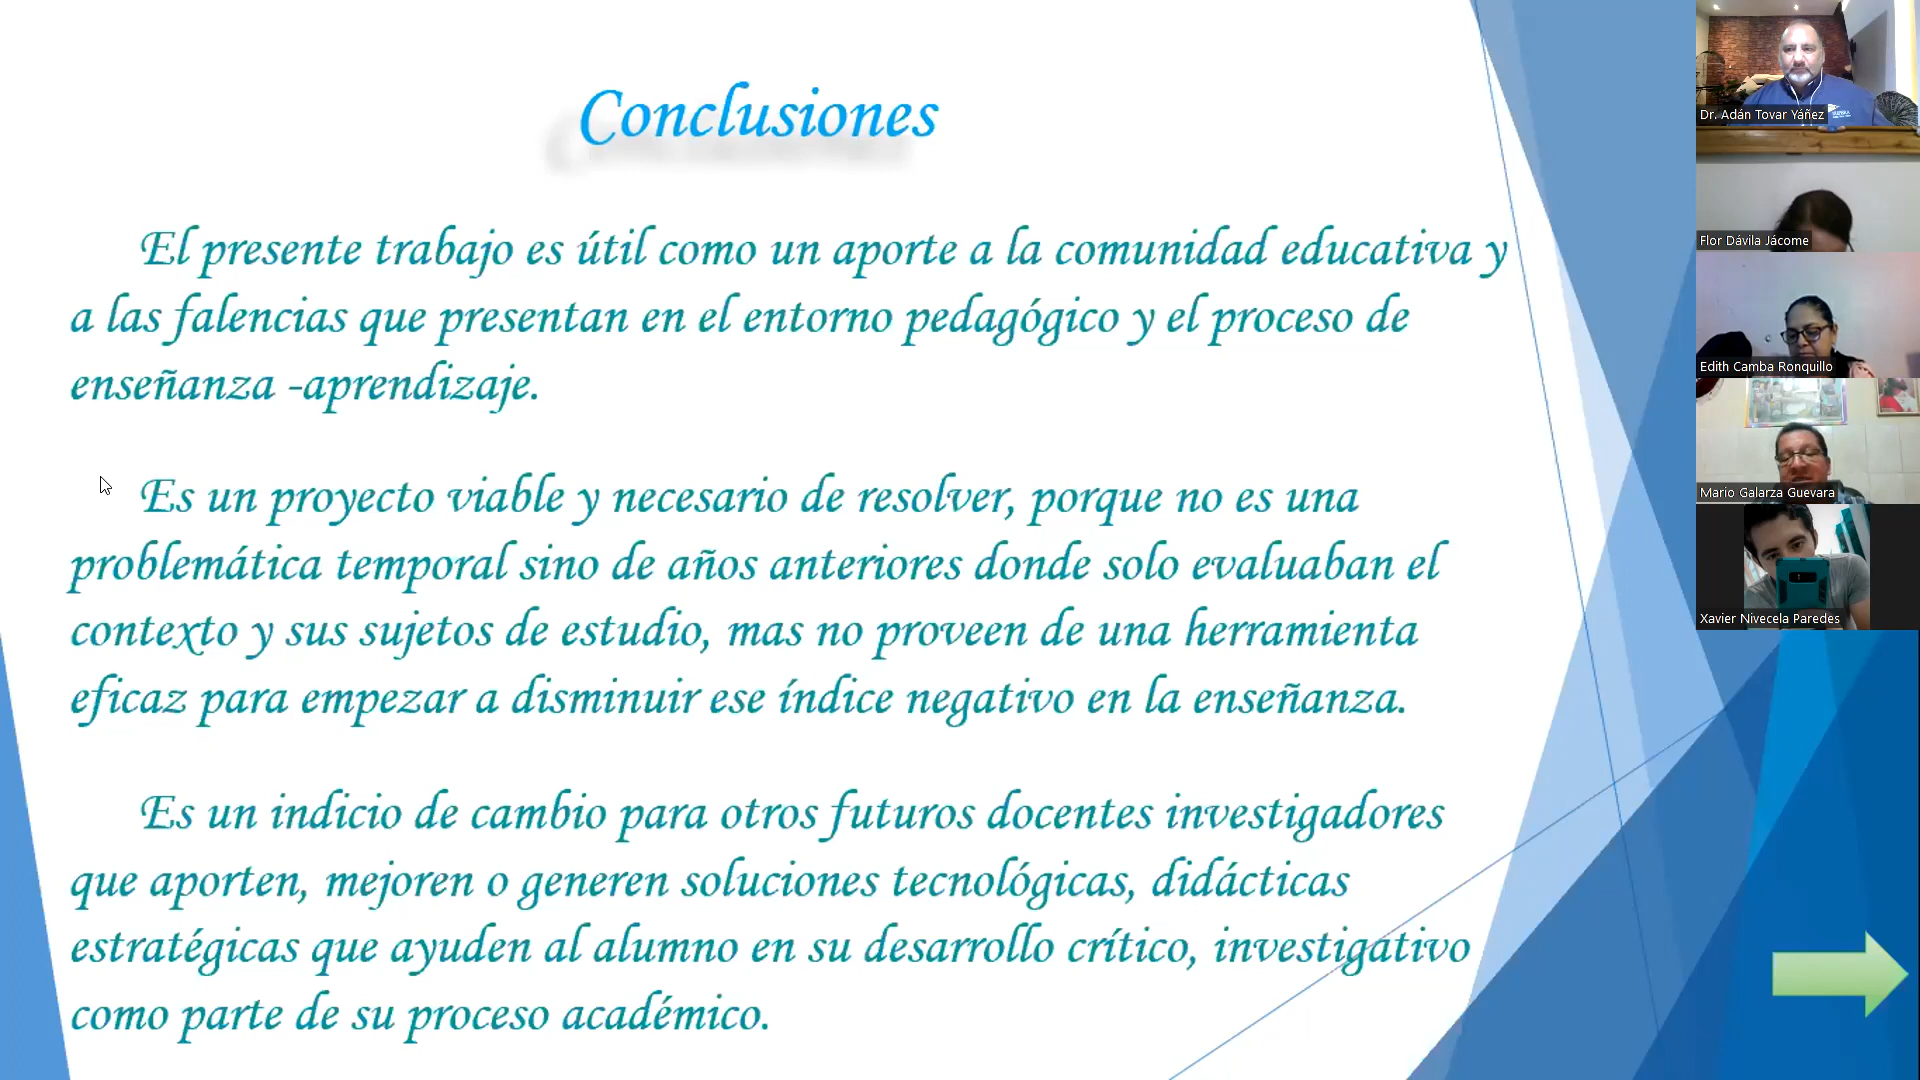 Conclusiones
El presente trabajo es útil como un aporte a la comunidad educativa y
a las falencias que presentan en el entorno pedagógico y el proceso de
enseñanza -aprendizaje.
Es un proyecto viable y necesario de resolver, porque no es una
problemática temporal sino de años anteriores donde solo evaluaban el
contexto y sus sujetos de estudio, mas no proveen de una herramienta
eficaz para empezar a disminuir ese índice negativo en la enseñanza.
Es un indicio de cambio para otros futuros docentes investigadores
que aporten, mejoren o generen soluciones tecnológicas, didácticas
estratégicas que ayuden al alumno en su desarrollo crítico, investigativo
como parte de su proceso académico.
Dr. Adán Tovar Yáñez
Flor Dávila Jácome
Edith Camba Ronquillo
Mario Galarza Guevara
Xavier Nivecela Paredes